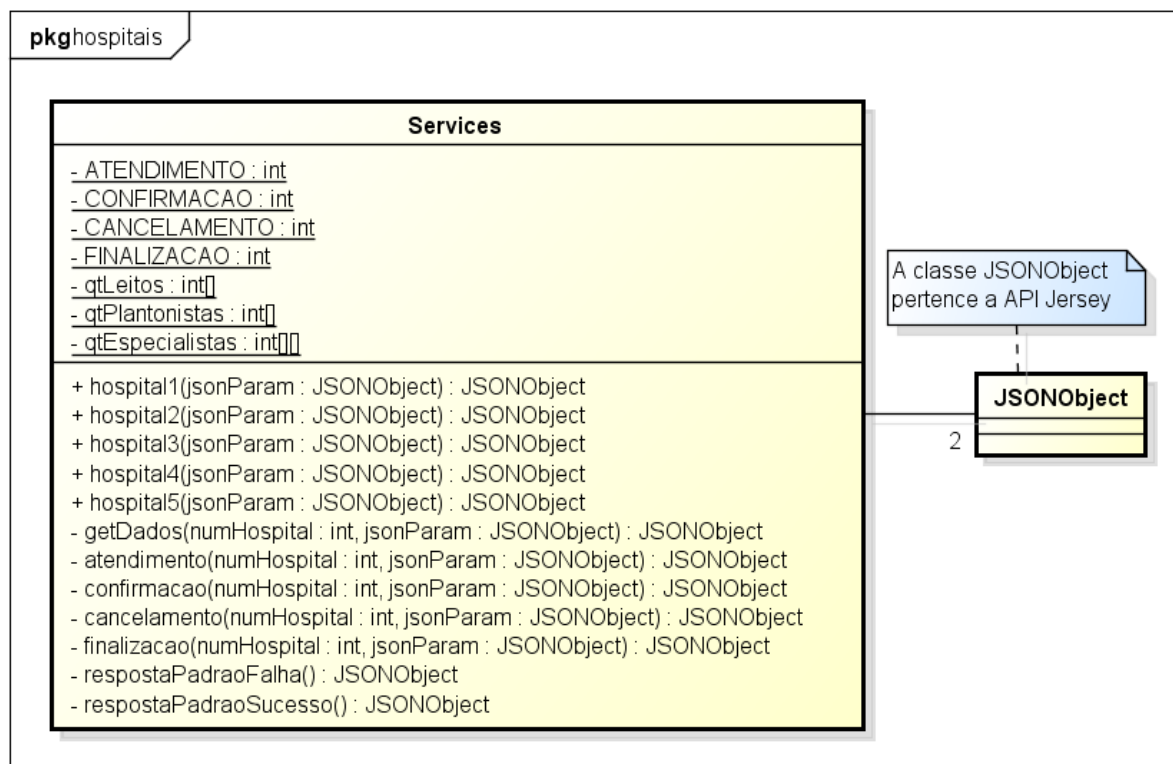 pkg hospitais
Services
- ATENDIMENTO : int
- CONFIRMACAO : int
- CANCELAMENTO : int
- FINALIZACAO : int
- qtLeitos : int[]
- qtPlantonistas : int[]
- qtEspecialistas : int[][]
+ hospital1(jsonParam : JSONObject) : JSONObject
+ hospital2(jsonParam : JSONObject) : JSONObject
+ hospital3(jsonParam : JSONObject) : JSONObject
+ hospital4(jsonParam : JSONObject) : JSONObject
+ hospital5(jsonParam : JSONObject) : JSONObject
- getDados(numHospital : int, jsonParam : JSONObject) : JSONObject
- atendimento(numHospital : int, jsonParam : JSONObject) : JSONObject
- confirmacao(numHospital : int, jsonParam : JSONObject) : JSONObject
- cancelamento(numHospital : int, jsonParam : JSONObject) : JSONObject
- finalizacao(numHospital : int, jsonParam : JSONObject) : JSONObject
- respostaPadraoFalha() : JSONObject
- respostaPadraoSucesso() : JSONObject
A classe JSONObject
pertence a API Jersey
JSONObject
2